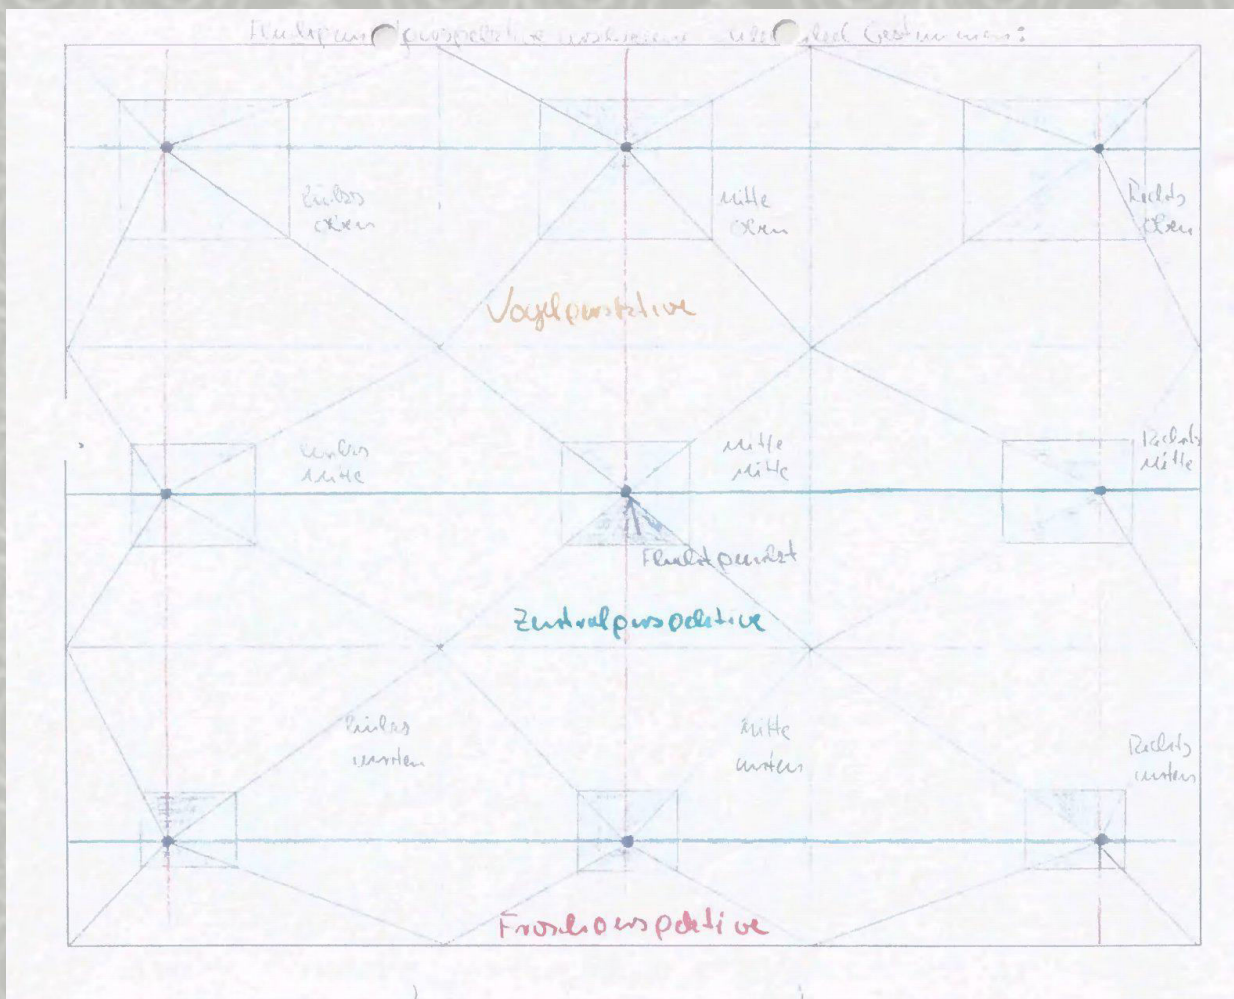 Links
oben
Mitte
oben
Rechts
oben
Vogelperspektive
Links
Mitte
Mitte
Mitte
Rechts
Mitte
Fluchtpunkt
Zentralperspektive
Links
unten
Mitte
unten
Rechts
unten
Froschperspektive